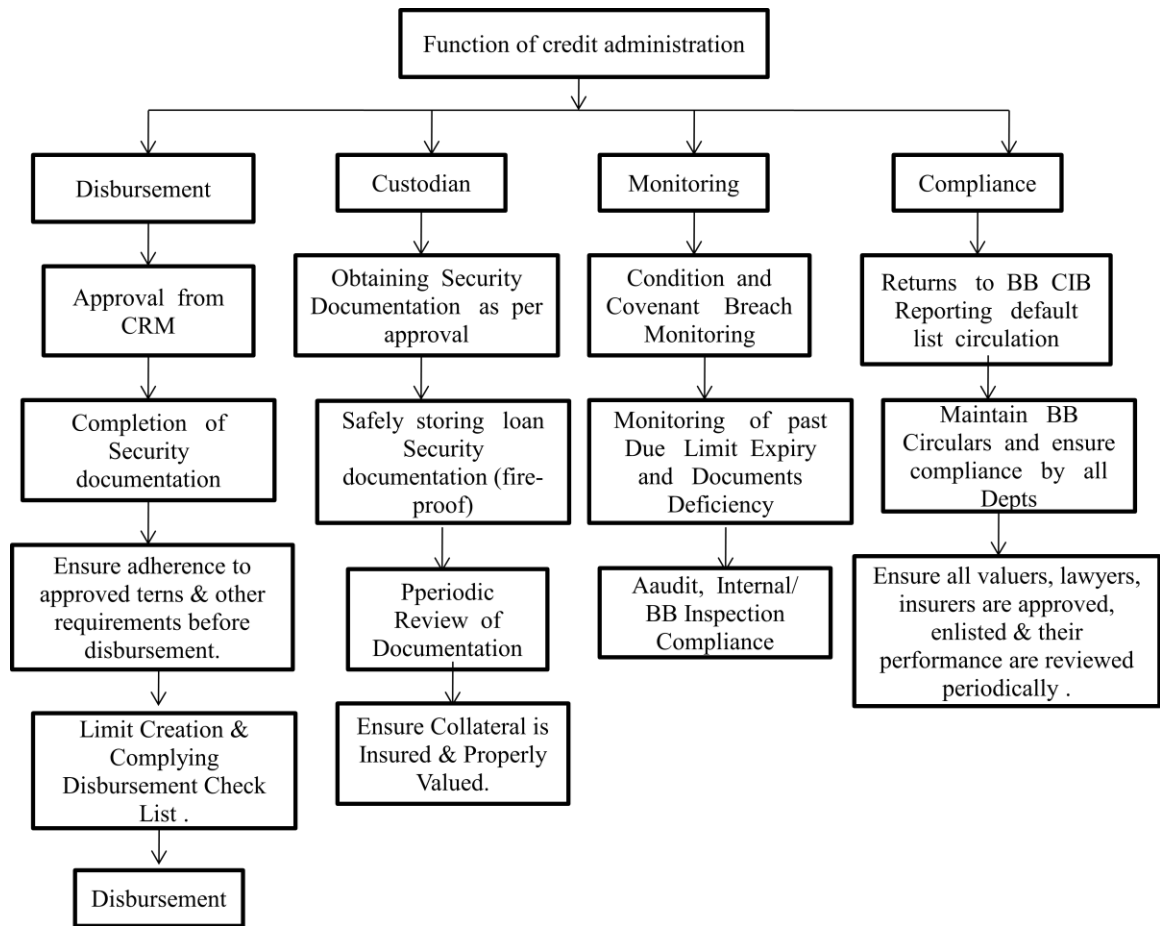 Function of credit administration
Disbursement
Approval from
CRM
Completion of
Security
documentation
Ensure adherence to
approved terns & other
requirements before
disbursement.
Limit Creation &
Complying
Disbursement Check
List .
Disbursement
Custodian
Obtaining Security
Documentation as per
approval
Safely storing loan
Security
documentation (fire-
proof)
Pperiodic
Review of
Documentation
Ensure Collateral is
Insured & Properly
Valued.
Monitoring
Condition and
Covenant Breach
Monitoring
Monitoring of past
Due Limit Expiry
and Documents
Deficiency
Aaudit, Internal/
BB Inspection
Compliance
Compliance
Returns to BB CIB
Reporting default
list circulation
Maintain BB
Circulars and ensure
compliance by all
Depts
Ensure all valuers, lawyers,
insurers are approved,
enlisted & their
performance are reviewed
periodically .